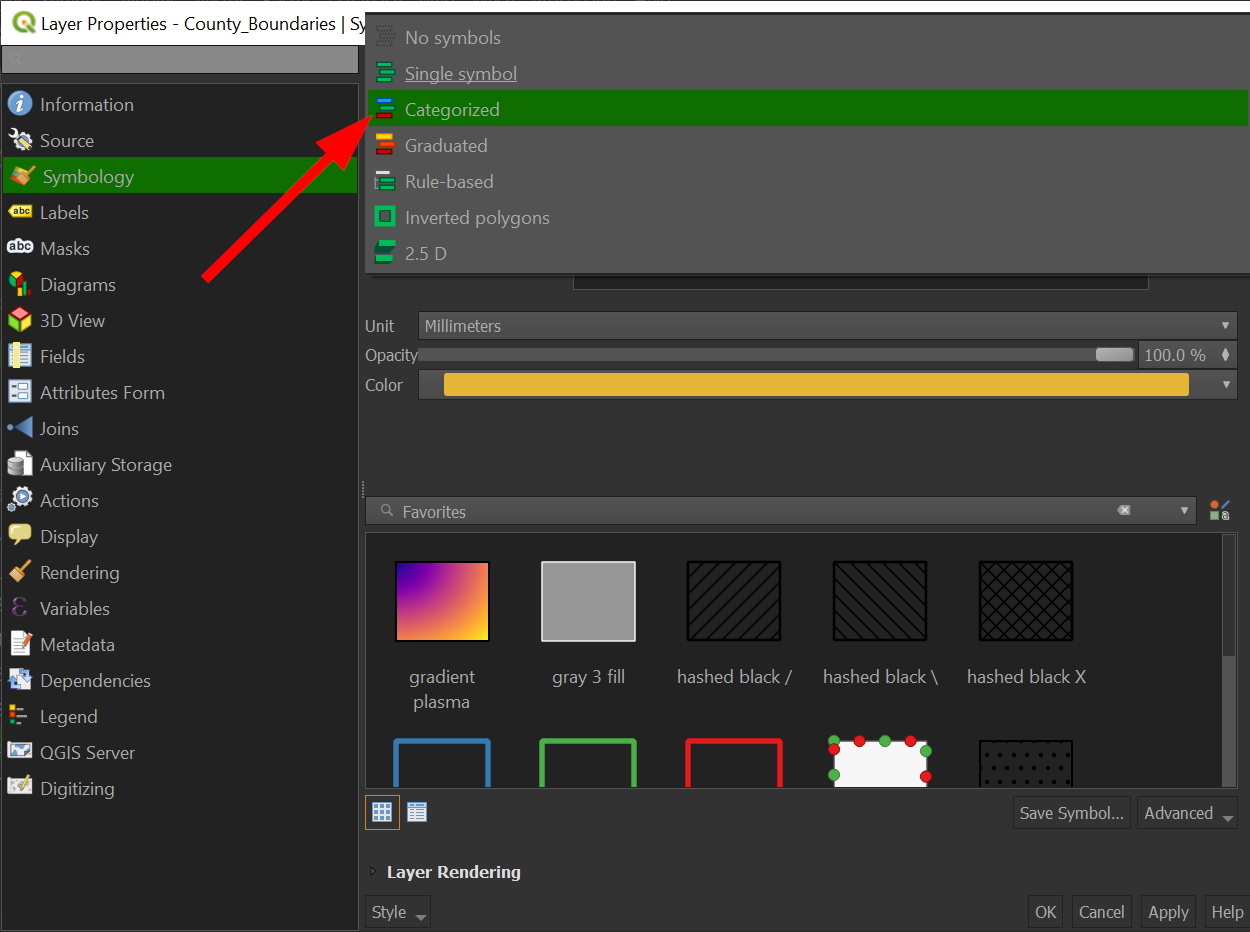 Layer Properties - County_Boundaries | Sy
No symbols
Single symbol
Categorized
Graduated
Rule-based
Inverted polygons
2.5 D
Information
Source
Symbology
abc Labels
abc Masks
Diagrams
3D View
Fields
Attributes Form
Joins
Auxiliary Storage
Actions
Display
Rendering
ε Variables
Metadata
Dependencies
Legend
QGIS Server
Digitizing
Unit Millimeters
Opacity 100.0 %
Color
Favorites
gradient plasma
gray 3 fill
hashed black /
hashed black \
hashed black X
Save Symbol...
Advanced
Layer Rendering
Style
OK
Cancel
Apply
Help